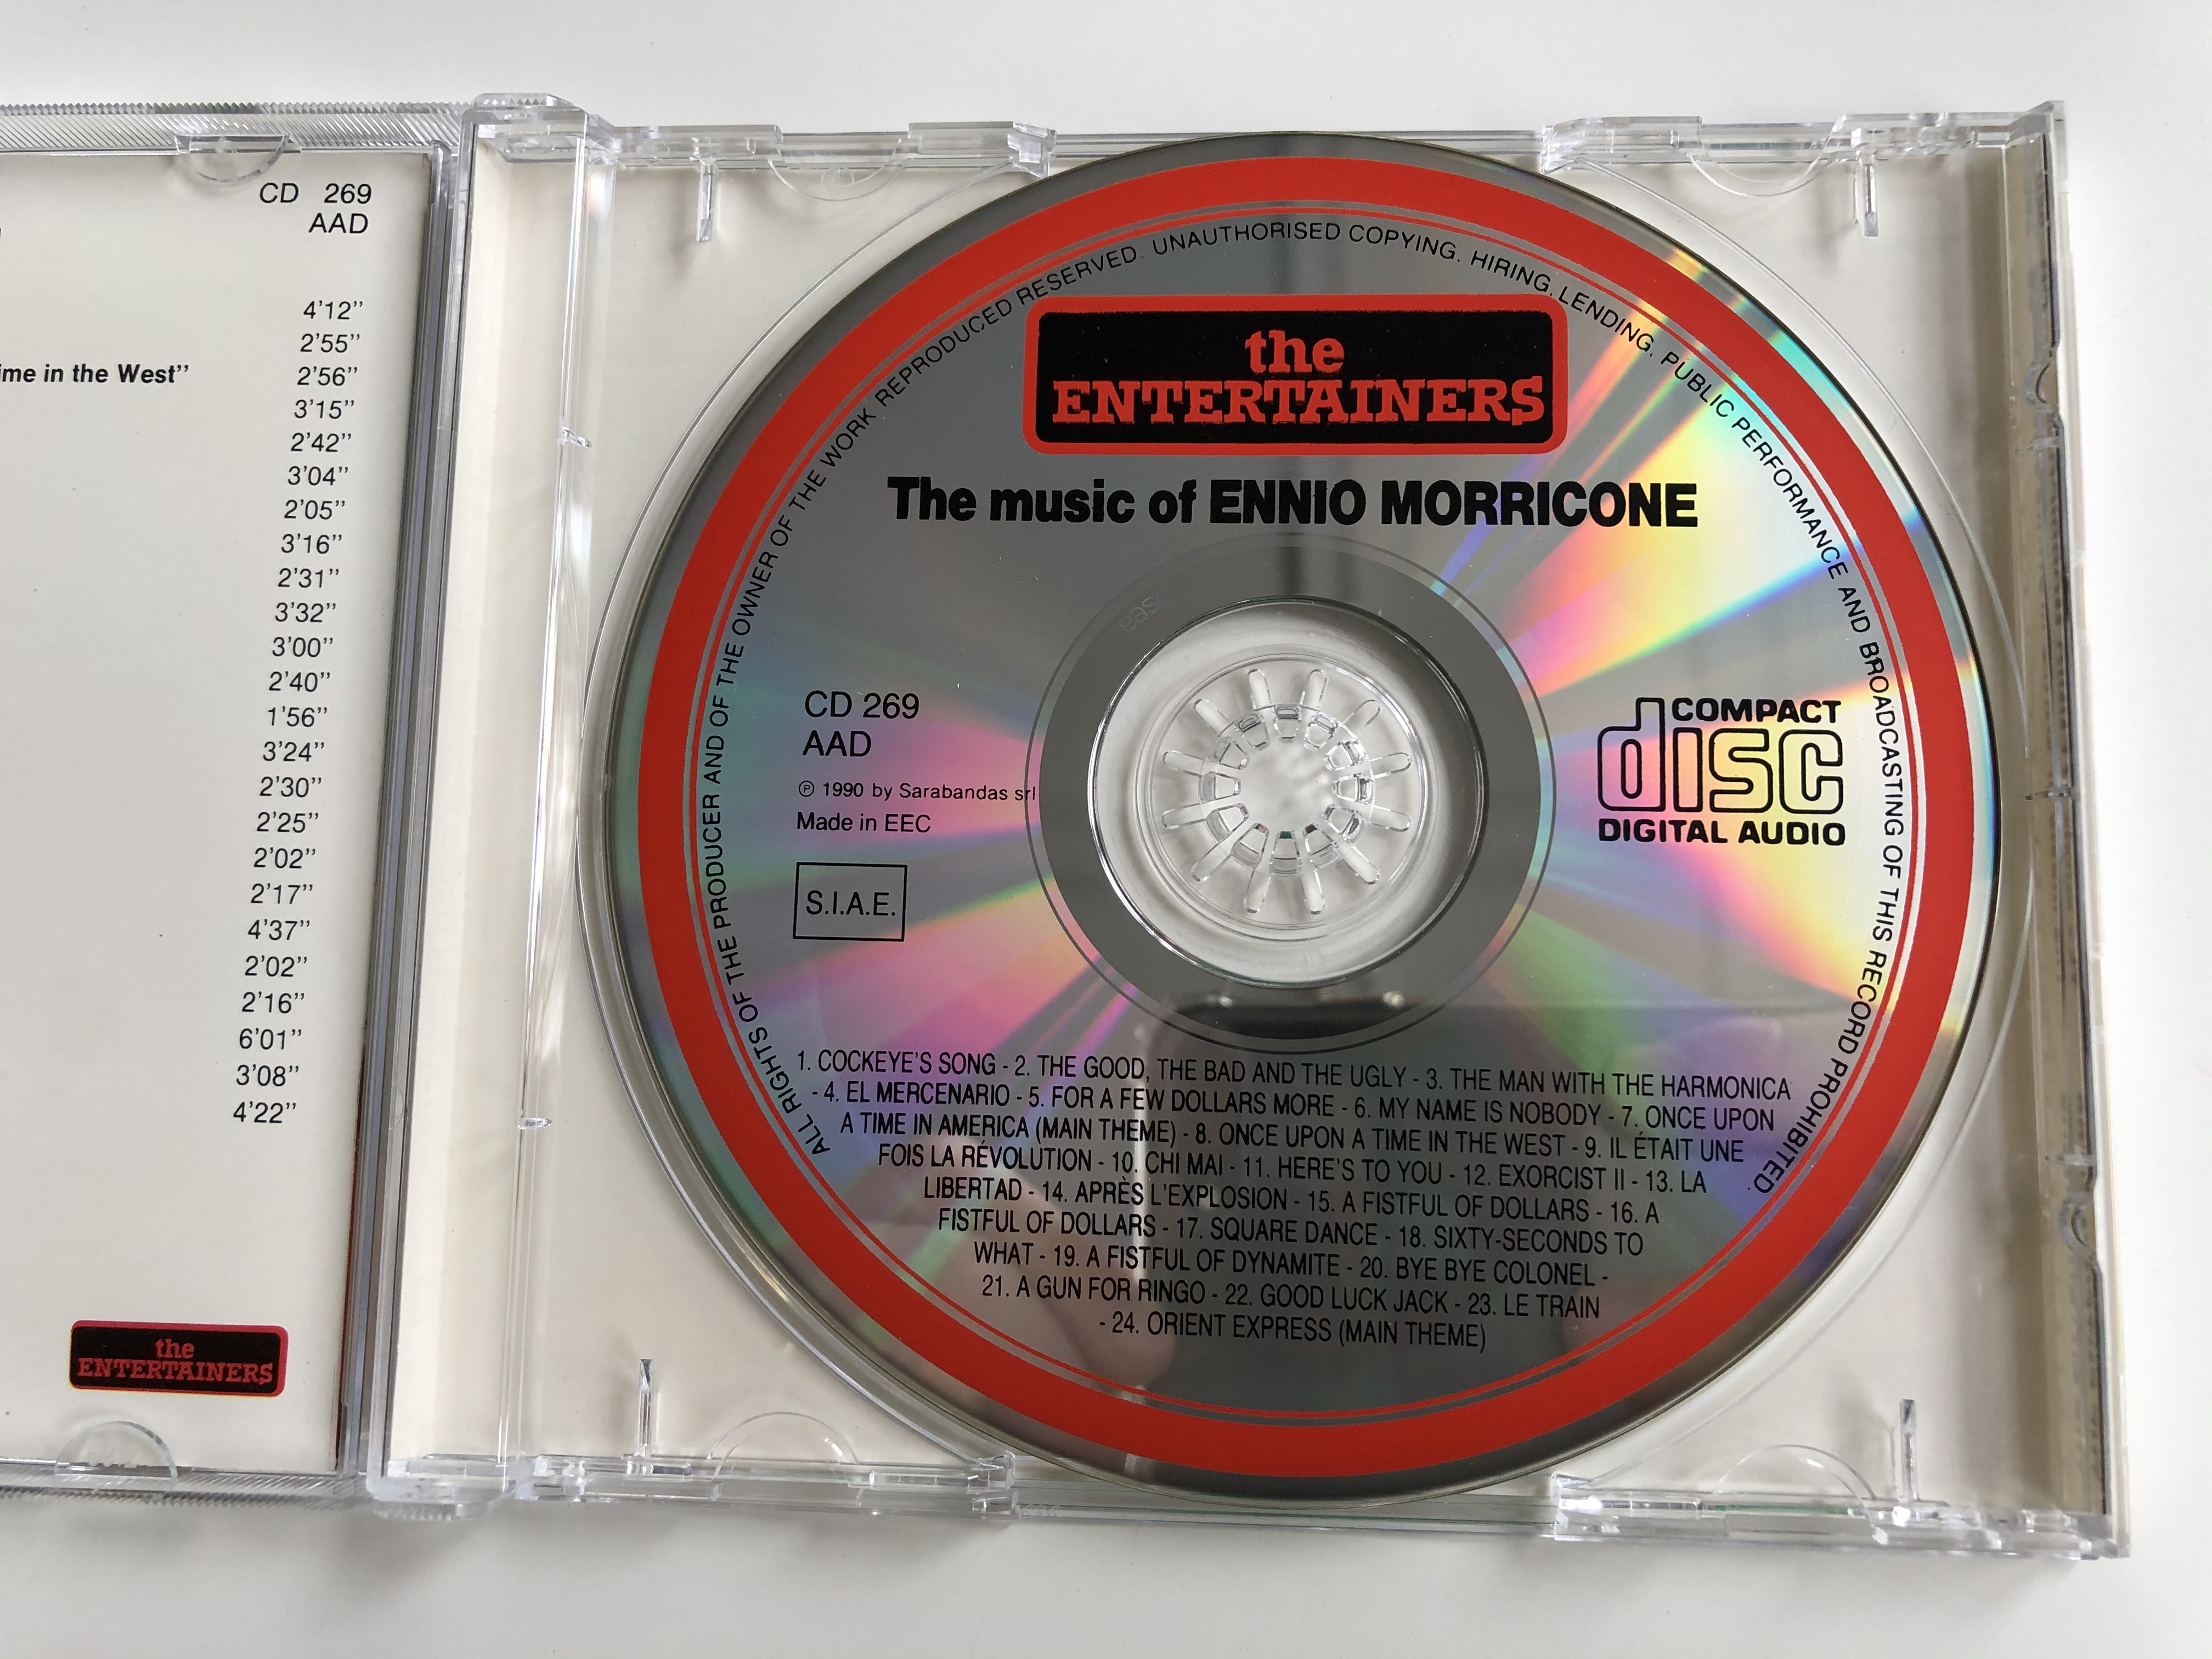 CD 269
AAD
4'12''
2'55''
ime in the West'' 2'56''
3'15''
2'42''
3'04''
2'05''
3'16''
2'31''
3'32''
3'00''
2'40''
1'56''
3'24''
2'30''
2'25''
2'02''
2'17''
4'37''
2'02''
2'16''
6'01''
3'08''
4'22''
the
ENTERTAINERS
ALL RIGHTS OF THE PRODUCER AND OF THE OWNER OF THE WORK REPRODUCED RESERVED. UNAUTHORISED COPYING. HIRING. LENDING. PUBLIC PERFORMANCE AND BROADCASTING OF THIS RECORD PROHIBITED.
the
ENTERTAINERS
The music of ENNIO MORRICONE
CD 269
AAD
℗ 1990 by Sarabandas srl
Made in EEC
S.I.A.E.
COMPACT
disc
DIGITAL AUDIO
1. COCKEYE'S SONG - 2. THE GOOD, THE BAD AND THE UGLY - 3. THE MAN WITH THE HARMONICA
- 4. EL MERCENARIO - 5. FOR A FEW DOLLARS MORE - 6. MY NAME IS NOBODY - 7. ONCE UPON
A TIME IN AMERICA (MAIN THEME) - 8. ONCE UPON A TIME IN THE WEST - 9. IL ÉTAIT UNE
FOIS LA RÉVOLUTION - 10. CHI MAI - 11. HERE'S TO YOU - 12. EXORCIST II - 13. LA
LIBERTAD - 14. APRÈS L'EXPLOSION - 15. A FISTFUL OF DOLLARS - 16. A
FISTFUL OF DOLLARS - 17. SQUARE DANCE - 18. SIXTY-SECONDS TO
WHAT - 19. A FISTFUL OF DYNAMITE - 20. BYE BYE COLONEL -
21. A GUN FOR RINGO - 22. GOOD LUCK JACK - 23. LE TRAIN
- 24. ORIENT EXPRESS (MAIN THEME)